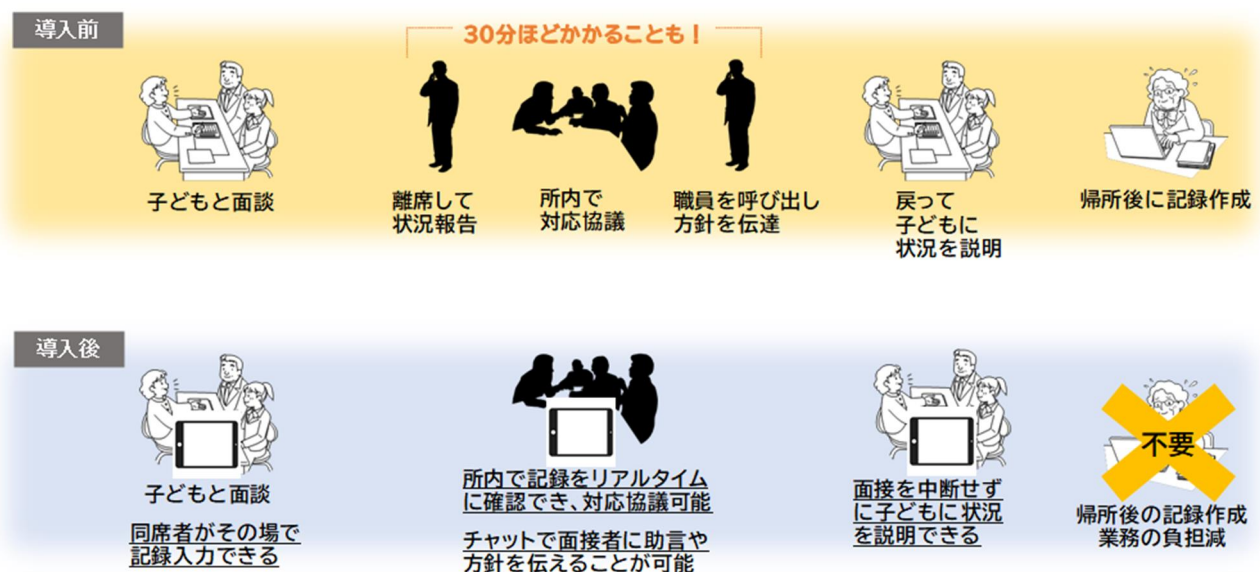 導入前
30分ほどかかることも！
子どもと面談
離席して
状況報告
所内で
対応協議
職員を呼び出し
方針を伝達
戻って
子どもに
状況を説明
帰所後に記録作成
導入後
子どもと面談
同席者がその場で
記録入力できる
所内で記録をリアルタイム
に確認でき、対応協議可能
チャットで面接者に助言や
方針を伝えることが可能
面接を中断せず
に子どもに状況
を説明できる
不要
帰所後の記録作成
業務の負担減